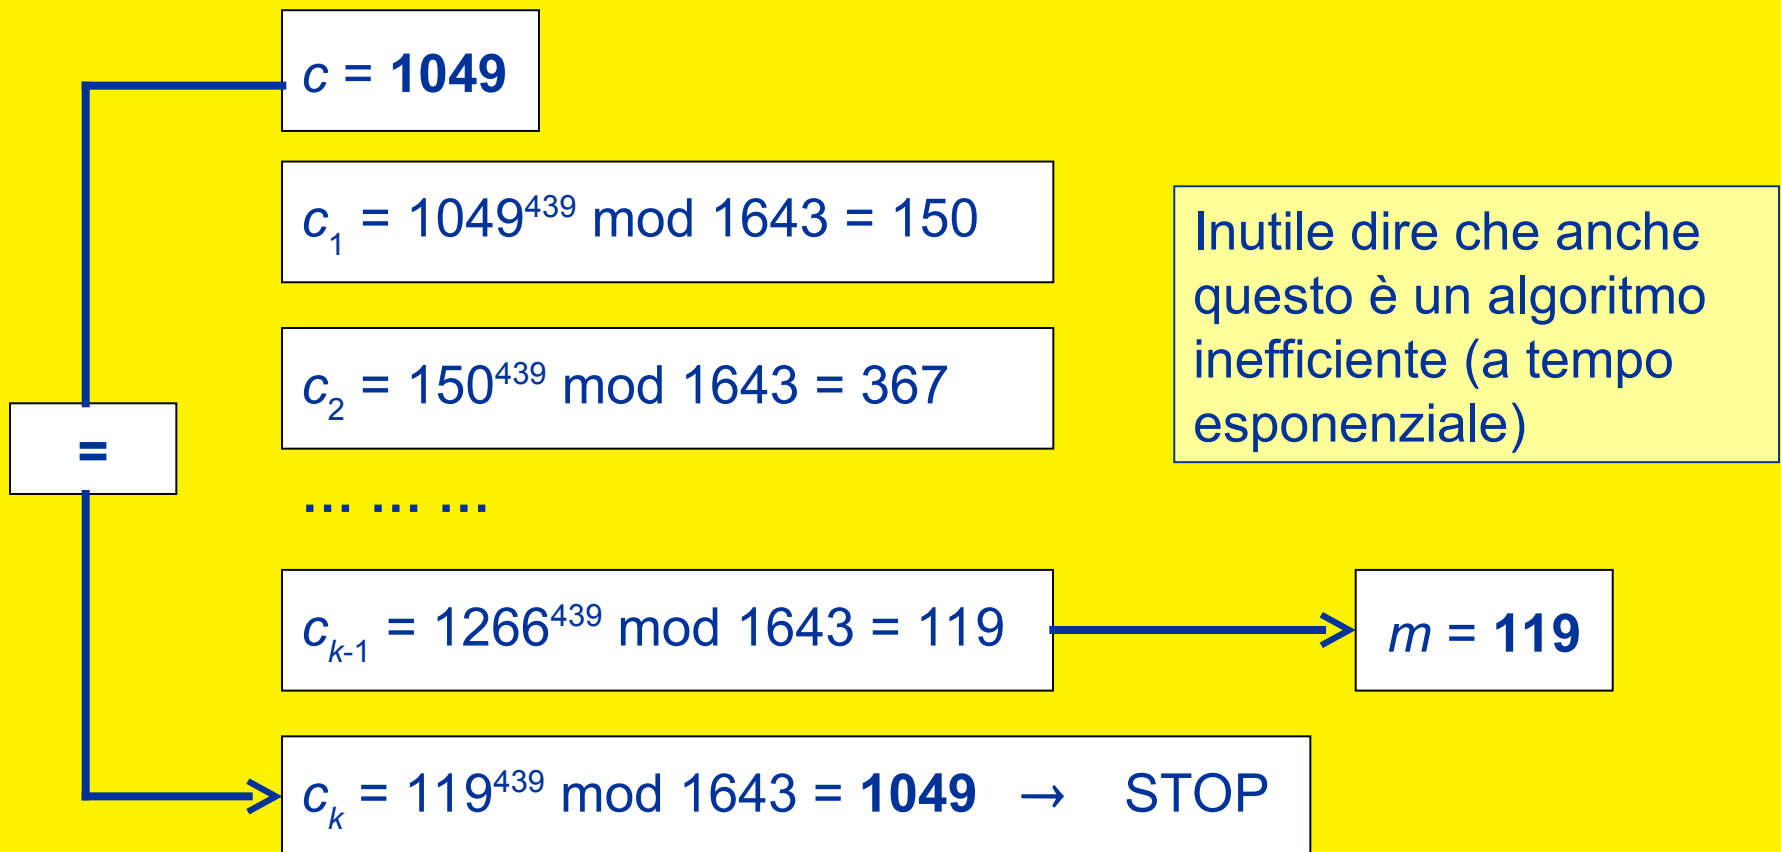 c = 1049
c₁ = 1049⁴³⁹ mod 1643 = 150
c₂ = 150⁴³⁹ mod 1643 = 367
Inutile dire che anche
questo è un algoritmo
inefficiente (a tempo
esponenziale)
=
… … …
cₖ₋₁ = 1266⁴³⁹ mod 1643 = 119
m = 119
cₖ = 119⁴³⁹ mod 1643 = 1049 → STOP